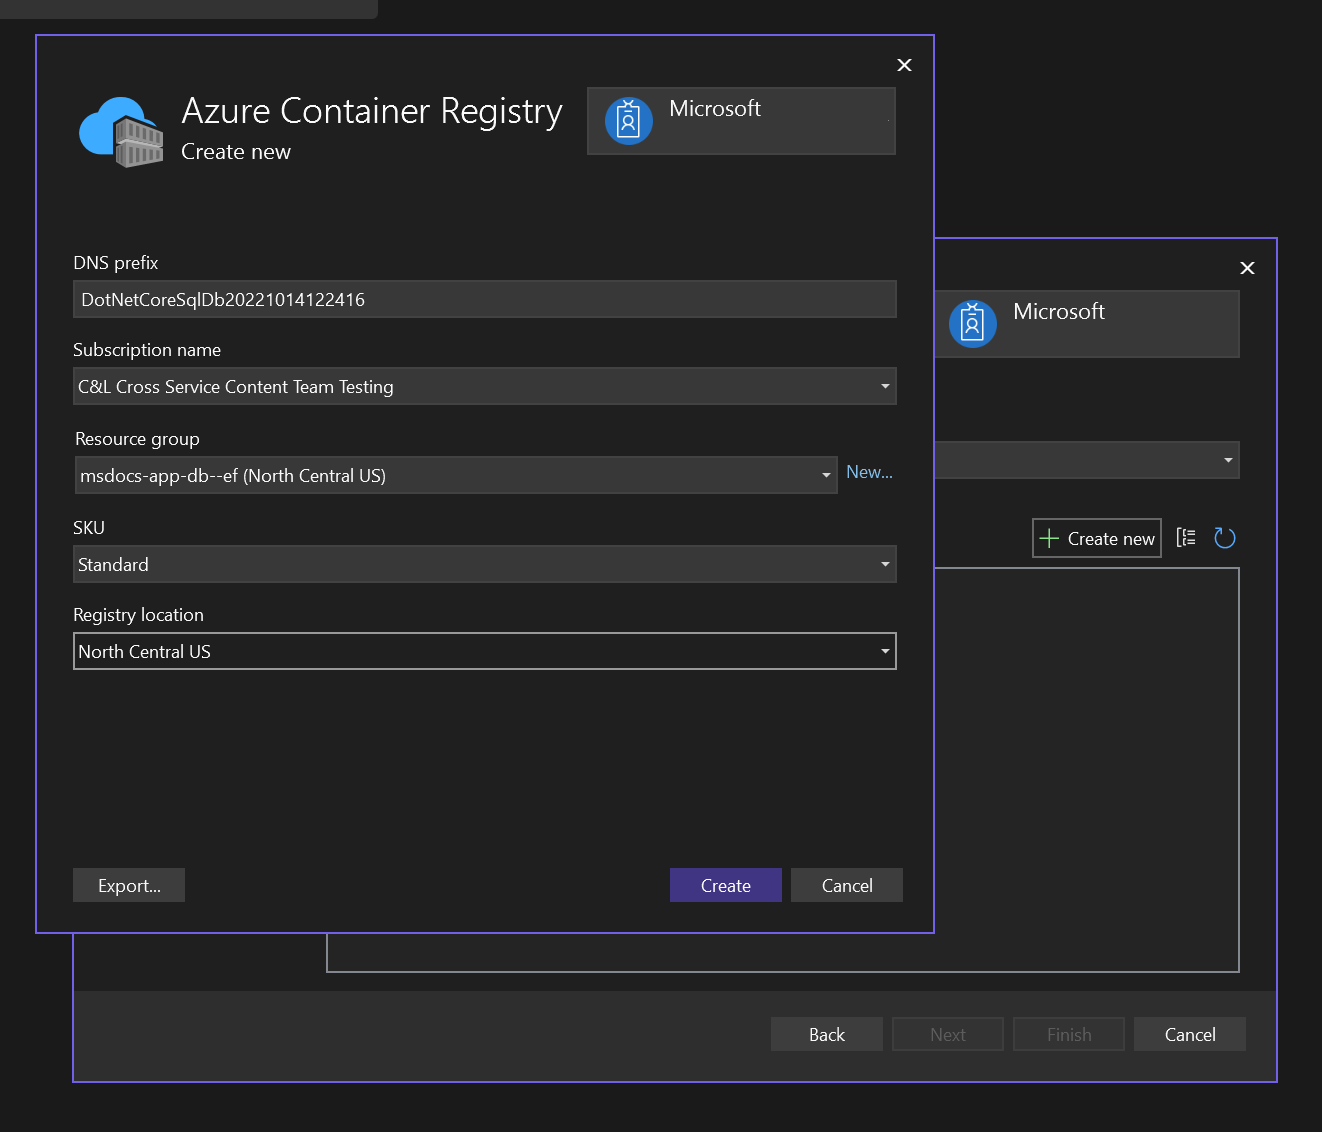 Azure Container Registry
Create new
Microsoft
DNS prefix
DotNetCoreSqlDb20221014122416
Subscription name
C&L Cross Service Content Team Testing
Resource group
msdocs-app-db--ef (North Central US)
New...
SKU
Standard
Registry location
North Central US
Export...
Create
Cancel
Microsoft
Create new
Back
Next
Finish
Cancel